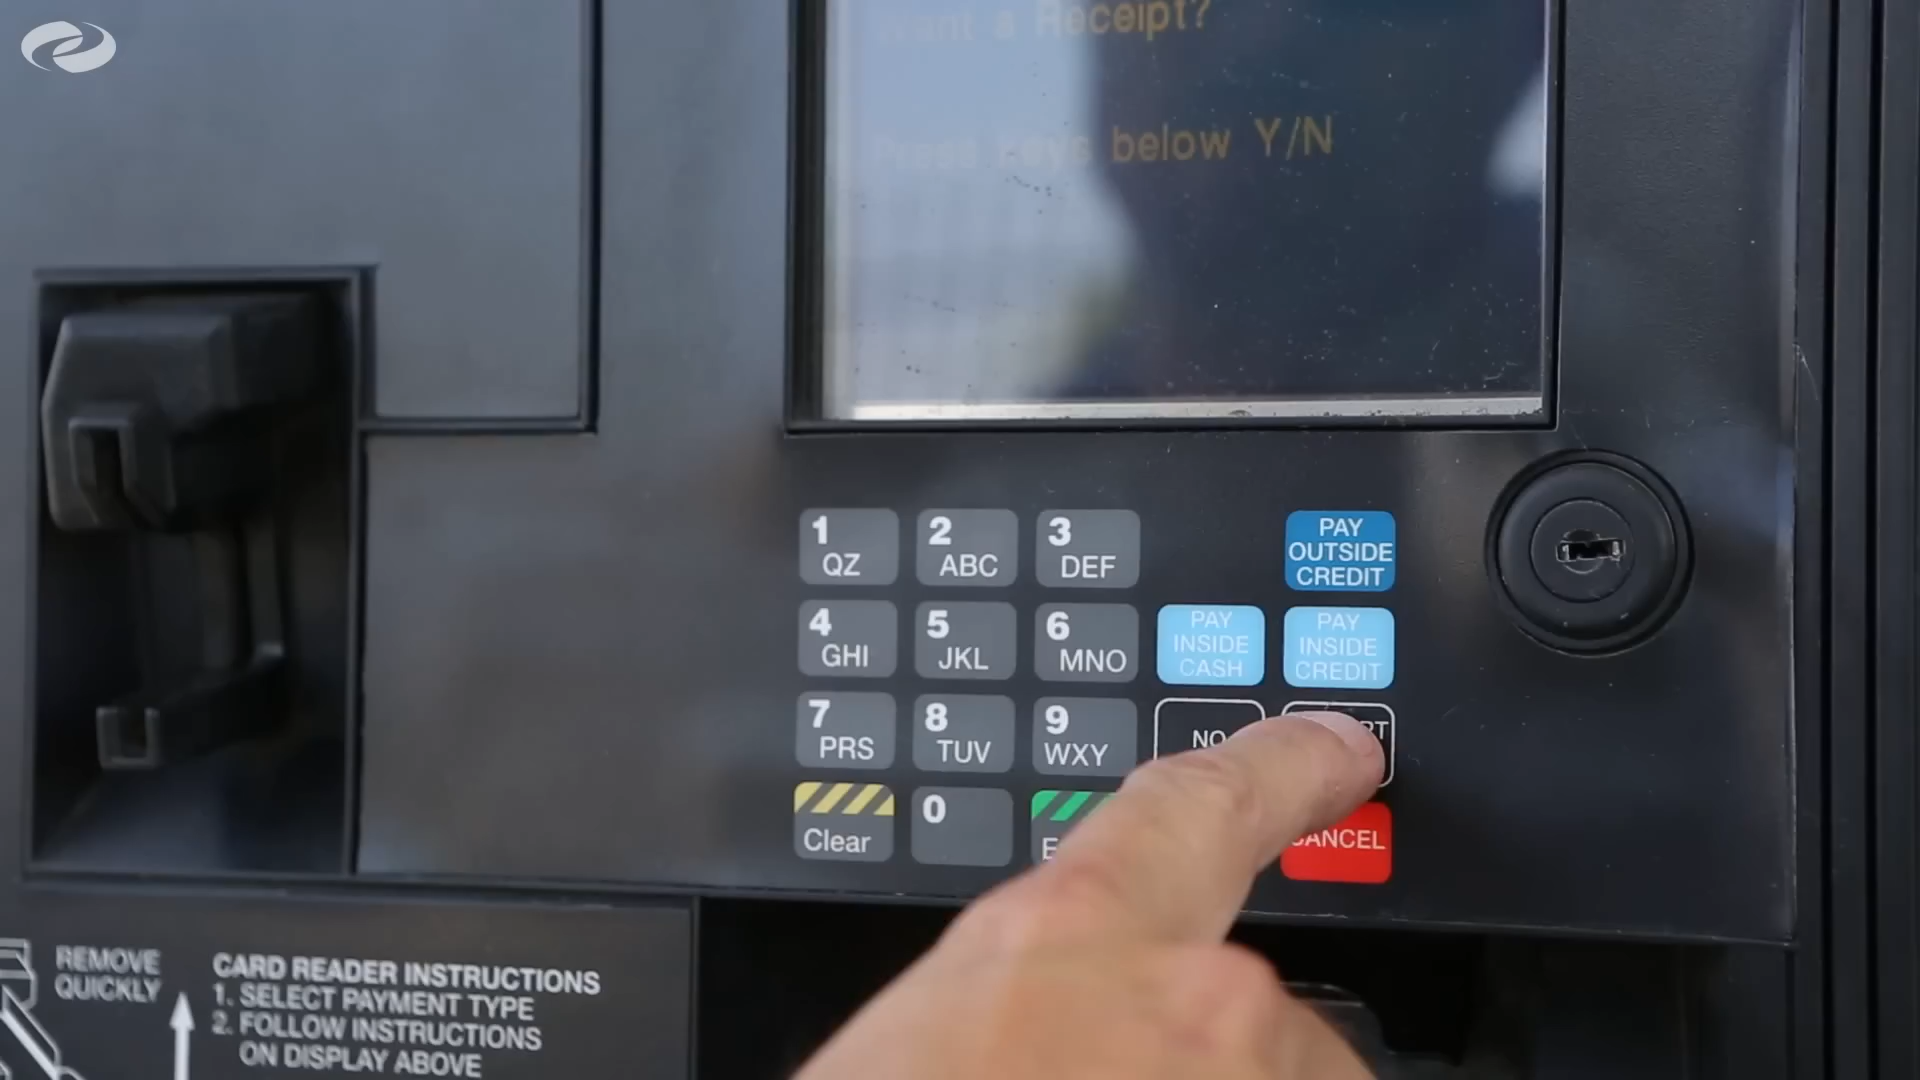 Want a Receipt?
Press keys below Y/N
1
QZ
2
ABC
3
DEF
PAY
OUTSIDE
CREDIT
4
GHI
5
JKL
6
MNO
PAY
INSIDE
CASH
PAY
INSIDE
CREDIT
7
PRS
8
TUV
9
WXY
NO
Clear
0
CANCEL
REMOVE
QUICKLY
CARD READER INSTRUCTIONS
1. SELECT PAYMENT TYPE
2. FOLLOW INSTRUCTIONS
ON DISPLAY ABOVE